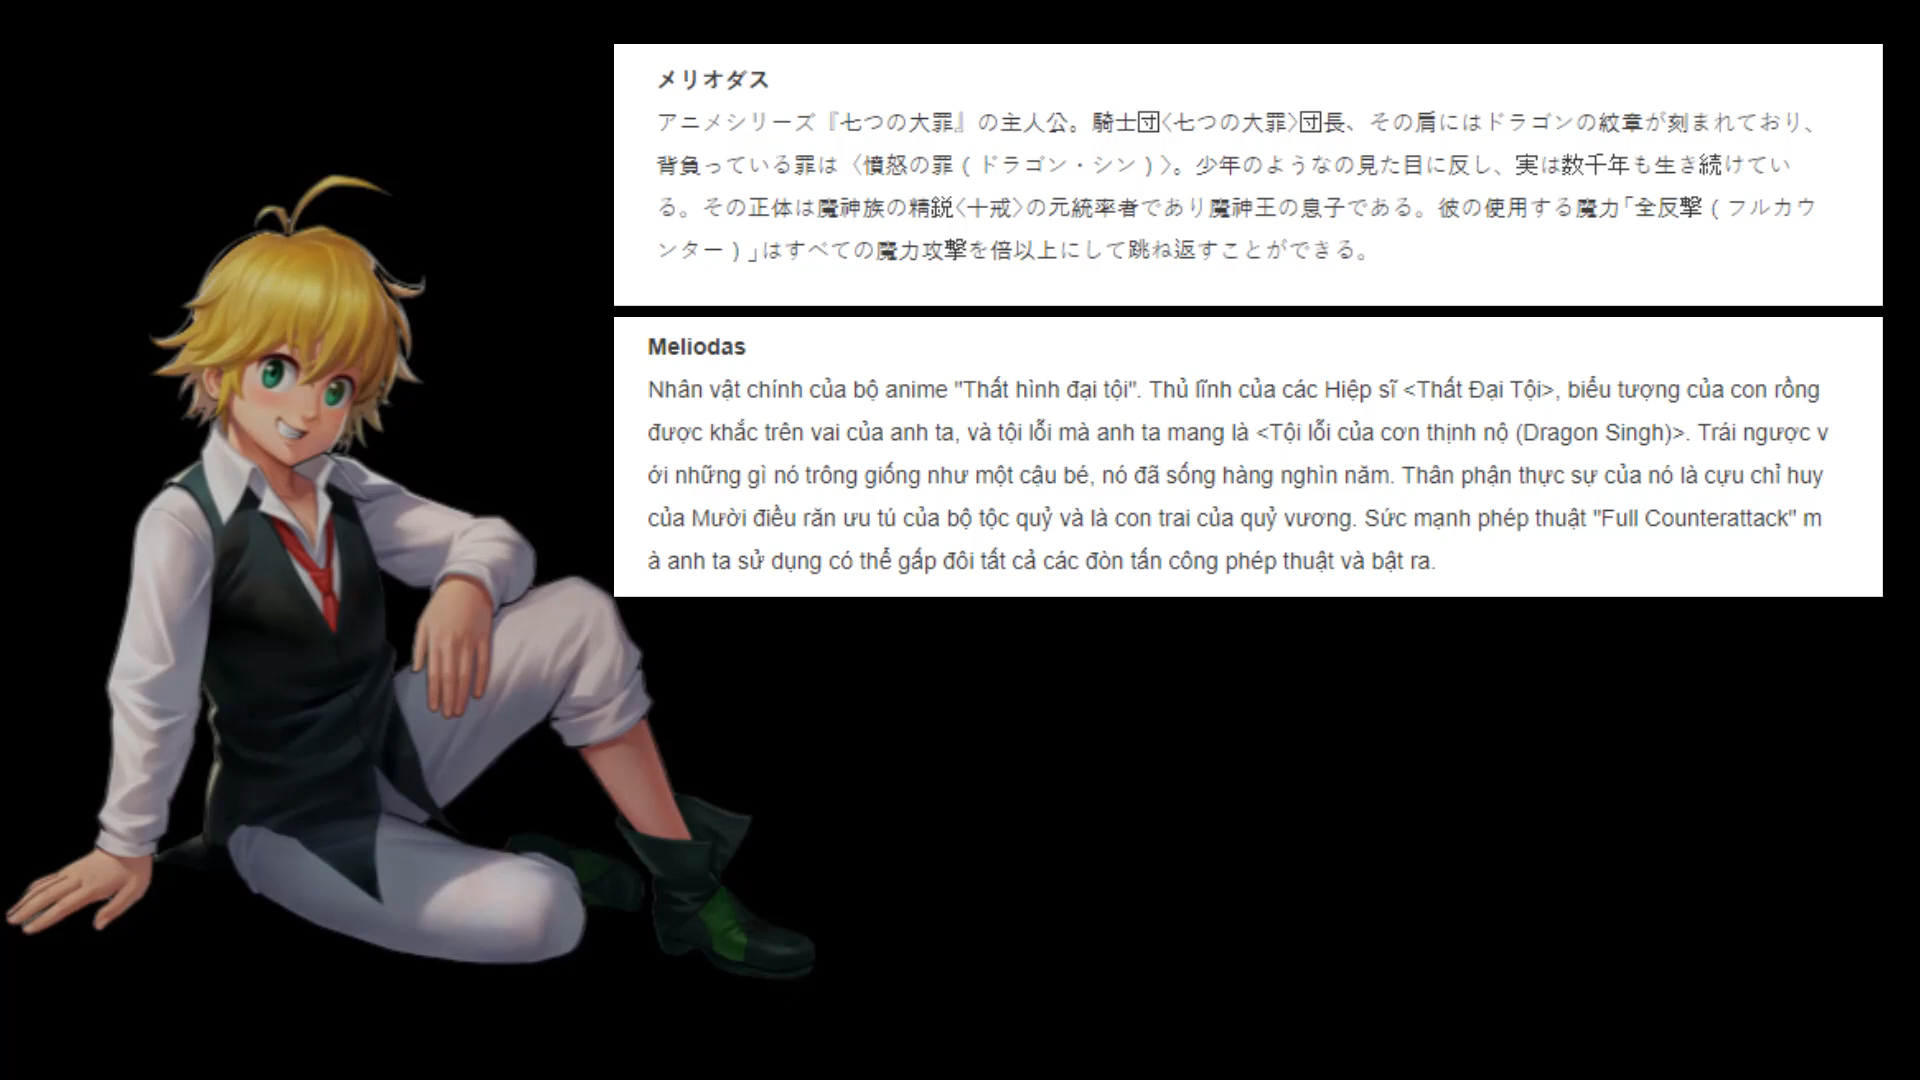 メリオダス
アニメシリーズ『七つの大罪』の主人公。騎士団〈七つの大罪〉団長、その肩にはドラゴンの紋章が刻まれており、
背負っている罪は〈憤怒の罪（ドラゴン・シン）〉。少年のようなの見た目に反し、実は数千年も生き続けてい
る。その正体は魔神族の精鋭〈十戒〉の元統率者であり魔神王の息子である。彼の使用する魔力「全反撃（フルカウ
ンター）」はすべての魔力攻撃を倍以上にして跳ね返すことができる。
Meliodas
Nhân vật chính của bộ anime "Thất hình đại tội". Thủ lĩnh của các Hiệp sĩ <Thất Đại Tội>, biểu tượng của con rồng
được khắc trên vai của anh ta, và tội lỗi mà anh ta mang là <Tội lỗi của cơn thịnh nộ (Dragon Singh)>. Trái ngược v
ới những gì nó trông giống như một cậu bé, nó đã sống hàng nghìn năm. Thân phận thực sự của nó là cựu chỉ huy
của Mười điều răn ưu tú của bộ tộc quỷ và là con trai của quỷ vương. Sức mạnh phép thuật "Full Counterattack" m
à anh ta sử dụng có thể gấp đôi tất cả các đòn tấn công phép thuật và bật ra.